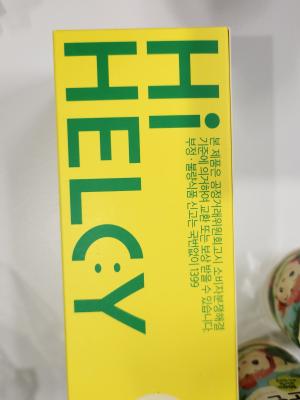 Hi
HELCY
본 제품은 공정거래위원회고시 소비자분쟁해결
기준에 의거하여 교환 또는 보상 받을 수 있습니다.
부정·불량식품 신고는 국번없이 1399